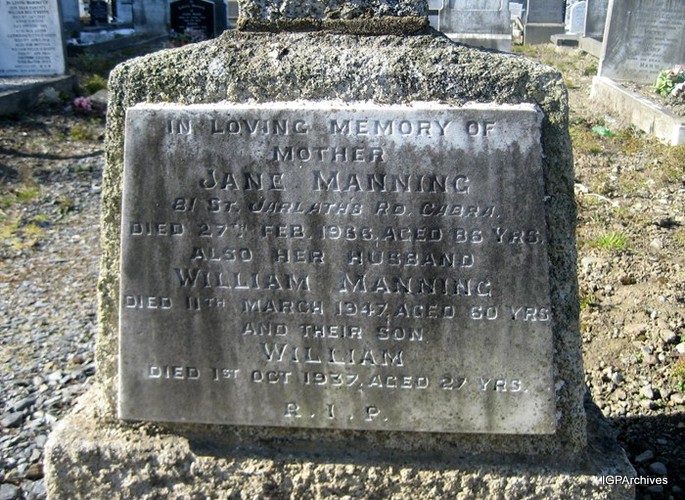 IN LOVING MEMORY OF
MOTHER
JANE MANNING
81 ST. JARLATH'S RD. CABRA.
DIED 27TH FEB. 1966, AGED 86 YRS.
ALSO HER HUSBAND
WILLIAM MANNING
DIED 11TH MARCH 1947, AGED 60 YRS
AND THEIR SON
WILLIAM
DIED 1ST OCT 1937, AGED 27 YRS.
R.I.P.
IGPArchives